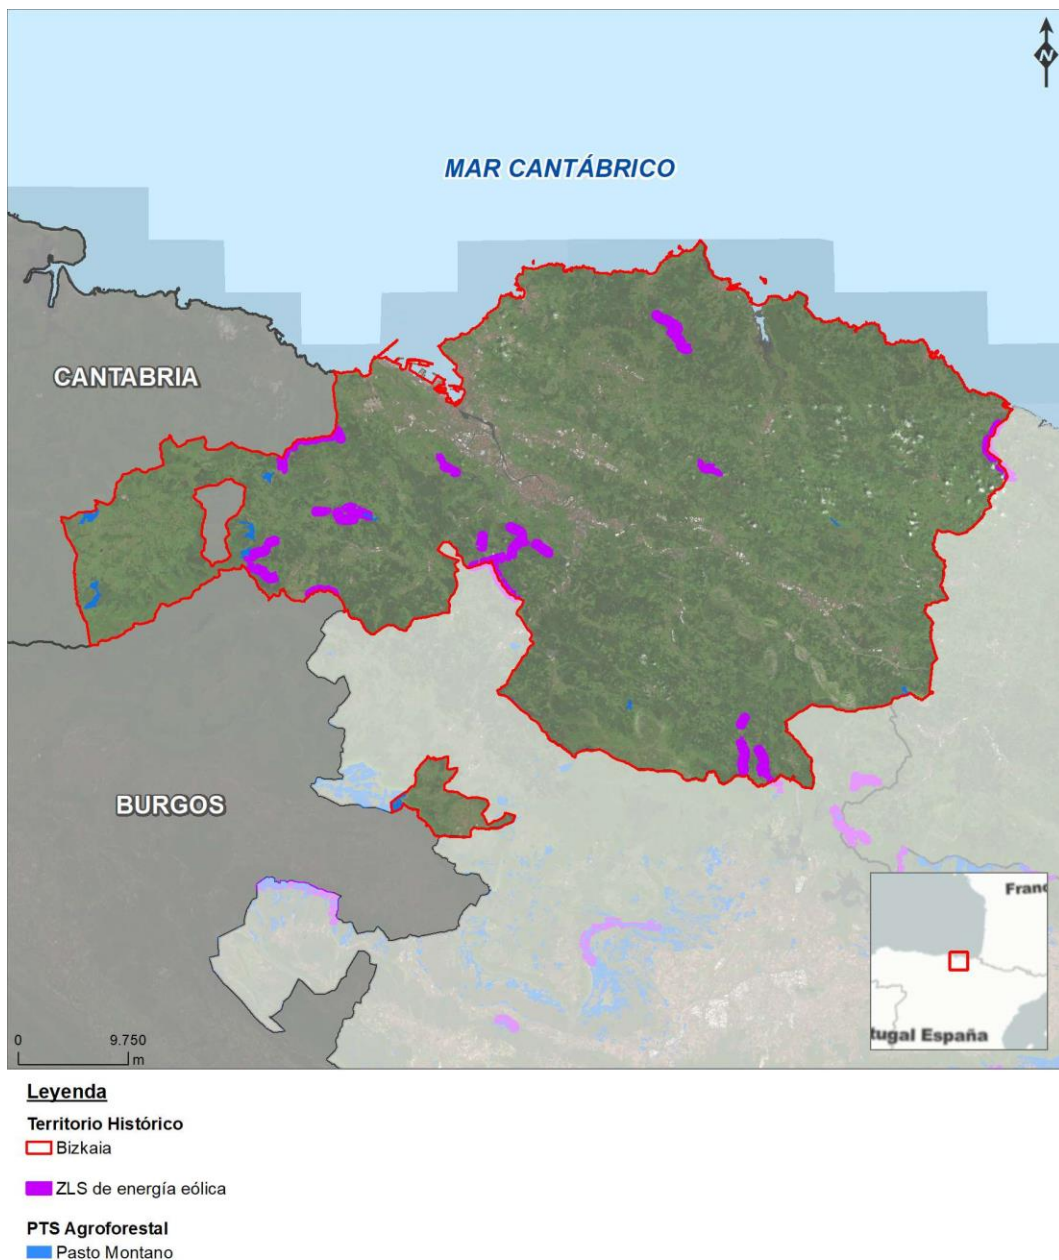 N
MAR CANTÁBRICO
CANTABRIA
BURGOS
Franc
tugal España
0 9.750
m
Leyenda
Territorio Histórico
Bizkaia
ZLS de energía eólica
PTS Agroforestal
Pasto Montano